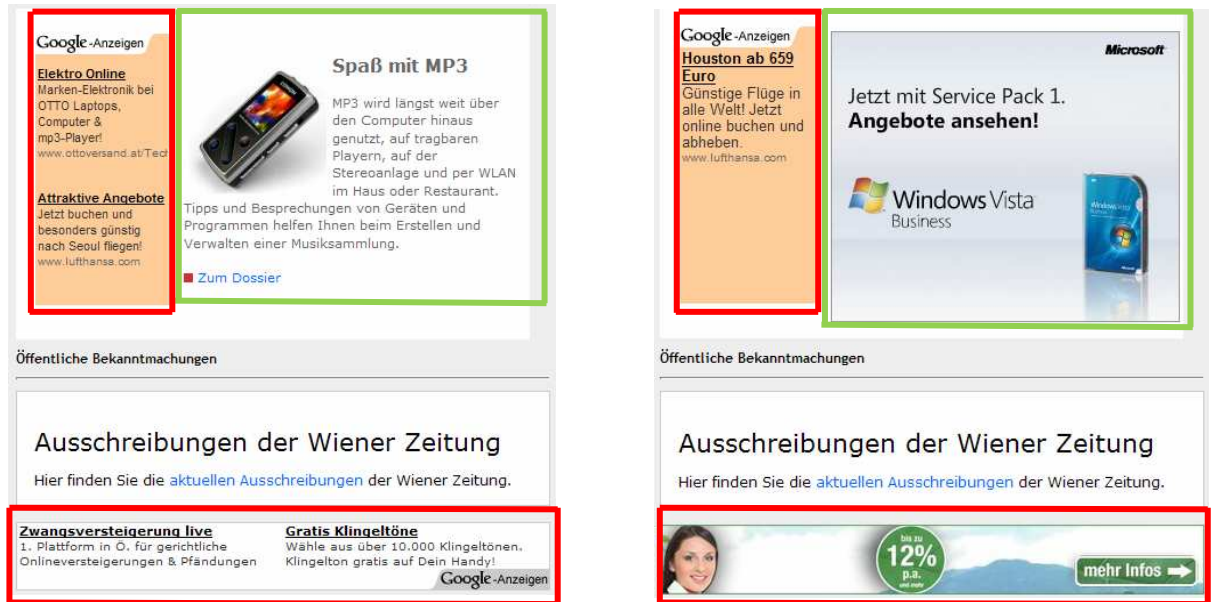 Google-Anzeigen
Elektro Online
Marken-Elektronik bei
OTTO Laptops,
Computer &
mp3-Player!
www.ottoversand.at/Tech
Attraktive Angebote
Jetzt buchen und
besonders günstig
nach Seoul fliegen!
www.lufthansa.com
Spaß mit MP3
MP3 wird längst weit über
den Computer hinaus
genutzt, auf tragbaren
Playern, auf der
Stereoanlage und per WLAN
im Haus oder Restaurant.
Tipps und Besprechungen von Geräten und
Programmen helfen Ihnen beim Erstellen und
Verwalten einer Musiksammlung.
Zum Dossier
Öffentliche Bekanntmachungen
Ausschreibungen der Wiener Zeitung
Hier finden Sie die aktuellen Ausschreibungen der Wiener Zeitung.
Zwangsversteigerung live
1. Plattform in Ö. für gerichtliche
Onlineversteigerungen & Pfändungen
Gratis Klingeltöne
Wähle aus über 10.000 Klingeltönen.
Klingelton gratis auf Dein Handy!
Google-Anzeigen
Google-Anzeigen
Houston ab 659
Euro
Günstige Flüge in
alle Welt! Jetzt
online buchen und
abheben.
www.lufthansa.com
Microsoft
Jetzt mit Service Pack 1.
Angebote ansehen!
Windows Vista
Business
Öffentliche Bekanntmachungen
Ausschreibungen der Wiener Zeitung
Hier finden Sie die aktuellen Ausschreibungen der Wiener Zeitung.
bis zu
12%
p.a.
und mehr
mehr Infos